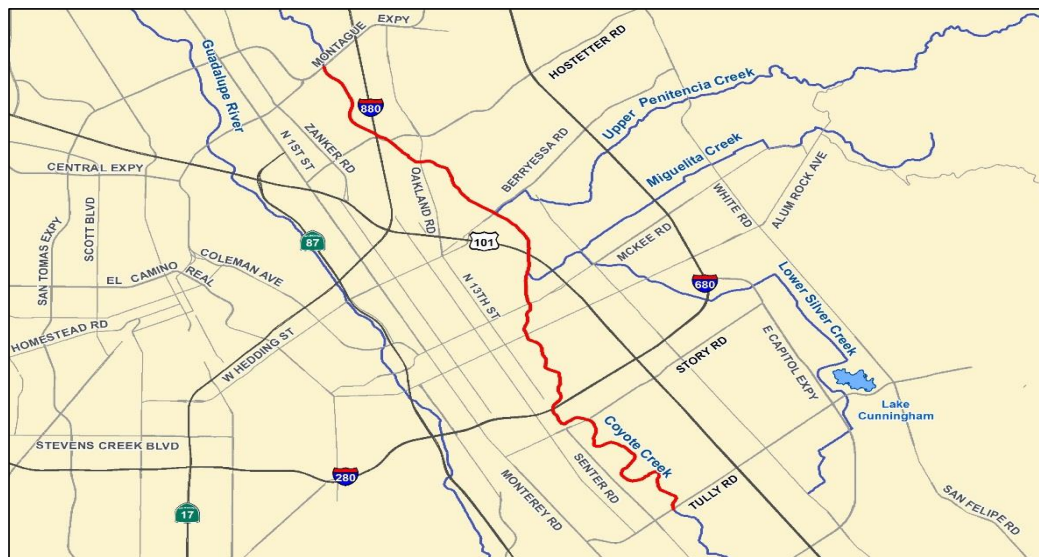 MONTAGUE EXPY
HOSTETTER RD
Guadalupe River
880
Upper Penitencia Creek
ZANKER RD
N 1ST ST
BERRYESSA RD
Miguelita Creek
CENTRAL EXPY
OAKLAND RD
WHITE RD
ALUM ROCK AVE
SAN TOMAS EXPY
SCOTT BLVD
87
101
MCKEE RD
COLEMAN AVE
EL CAMINO REAL
N 13TH ST
680
Lower Silver Creek
HOMESTEAD RD
W HEDDING ST
STORY RD
E CAPITOL EXPY
Lake
Cunningham
Coyote Creek
STEVENS CREEK BLVD
280
SENTER RD
MONTEREY RD
TULLY RD
SAN FELIPE RD
17